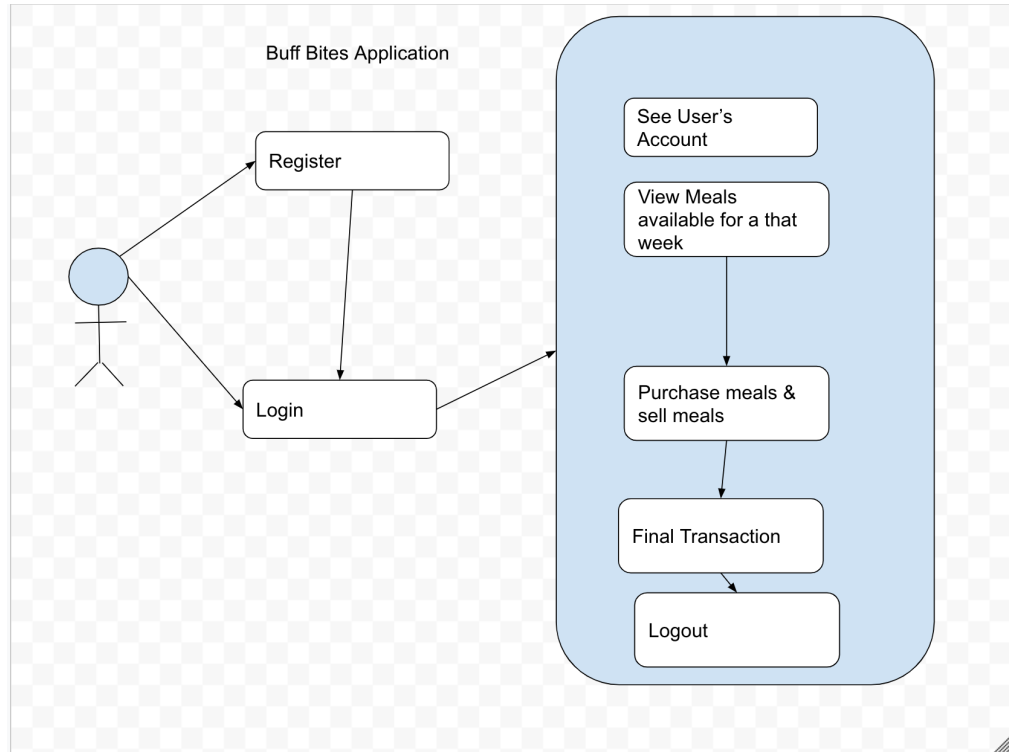 Buff Bites Application
Register
Login
See User's
Account
View Meals
available for a that
week
Purchase meals &
sell meals
Final Transaction
Logout